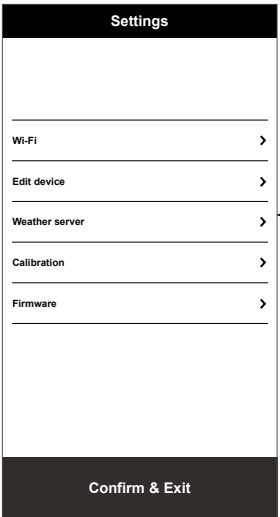 Settings
Wi-Fi
Edit device
Weather server
Calibration
Firmware
Confirm & Exit